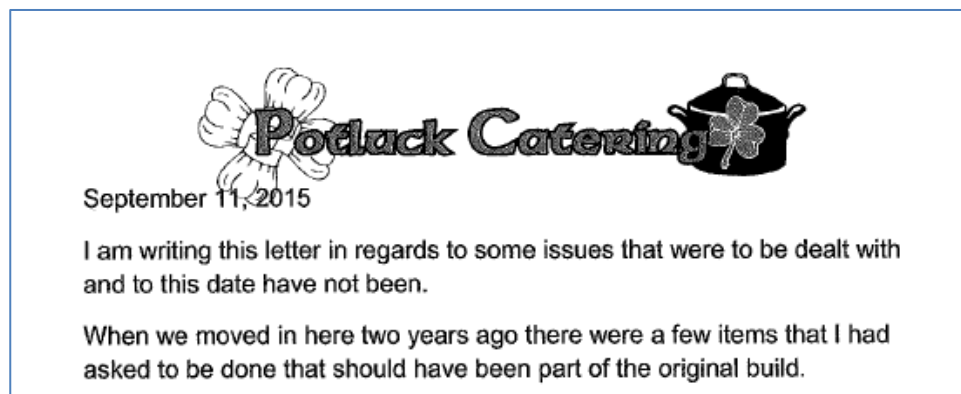 Potluck Catering
September 11, 2015
I am writing this letter in regards to some issues that were to be dealt with
and to this date have not been.
When we moved in here two years ago there were a few items that I had
asked to be done that should have been part of the original build.